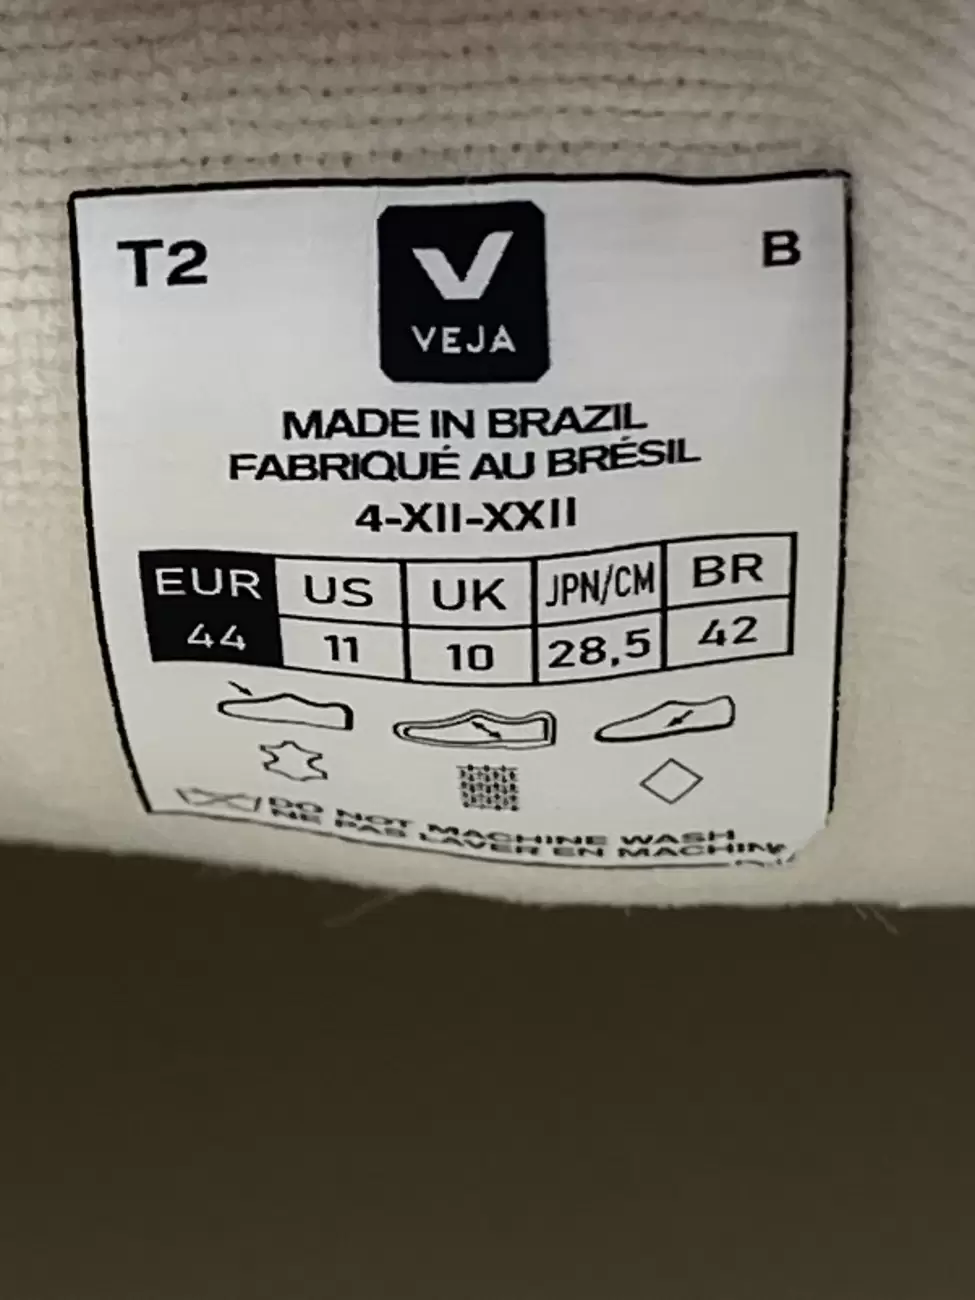 T2
B
VEJA
MADE IN BRAZIL
FABRIQUÉ AU BRÉSIL
4-XII-XXII
EUR US UK JPN/CM BR
44 11 10 28,5 42
DO NOT MACHINE WASH
NE PAS LAVER EN MACHINE